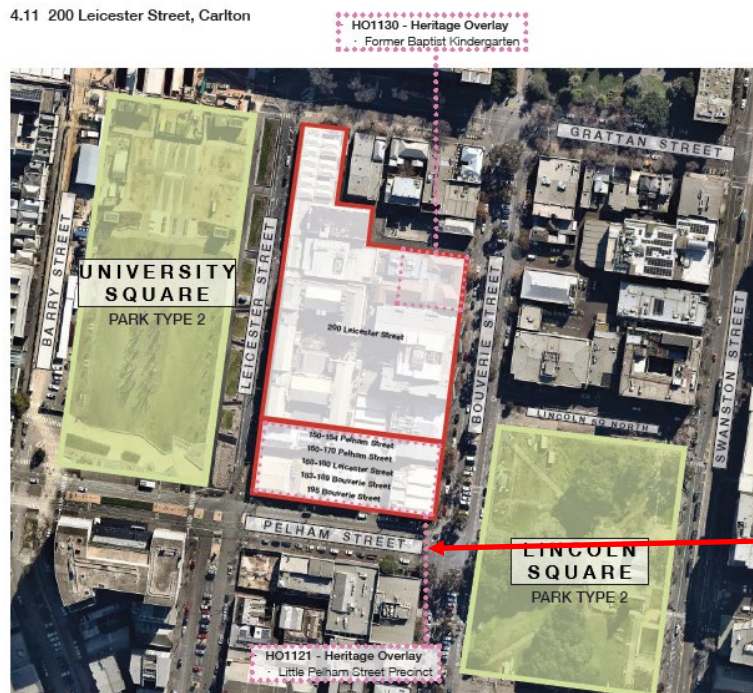 4.11 200 Leicester Street, Carlton
HO1130 - Heritage Overlay
· Former Baptist Kindergarten
GRATTAN STREET
BARRY STREET
UNIVERSITY
SQUARE
PARK TYPE 2
LEICESTER STREET
200 Leicester Street
BOUVERIE STREET
SWANSTON STREET
LINCOLN SQ NORTH
150-154 Pelham Street
160-170 Pelham Street
168-180 Leicester Street
183-189 Bouverie Street
195 Bouverie Street
PELHAM STREET
LINCOLN
SQUARE
PARK TYPE 2
HO1121 - Heritage Overlay
· Little Pelham Street Precinct